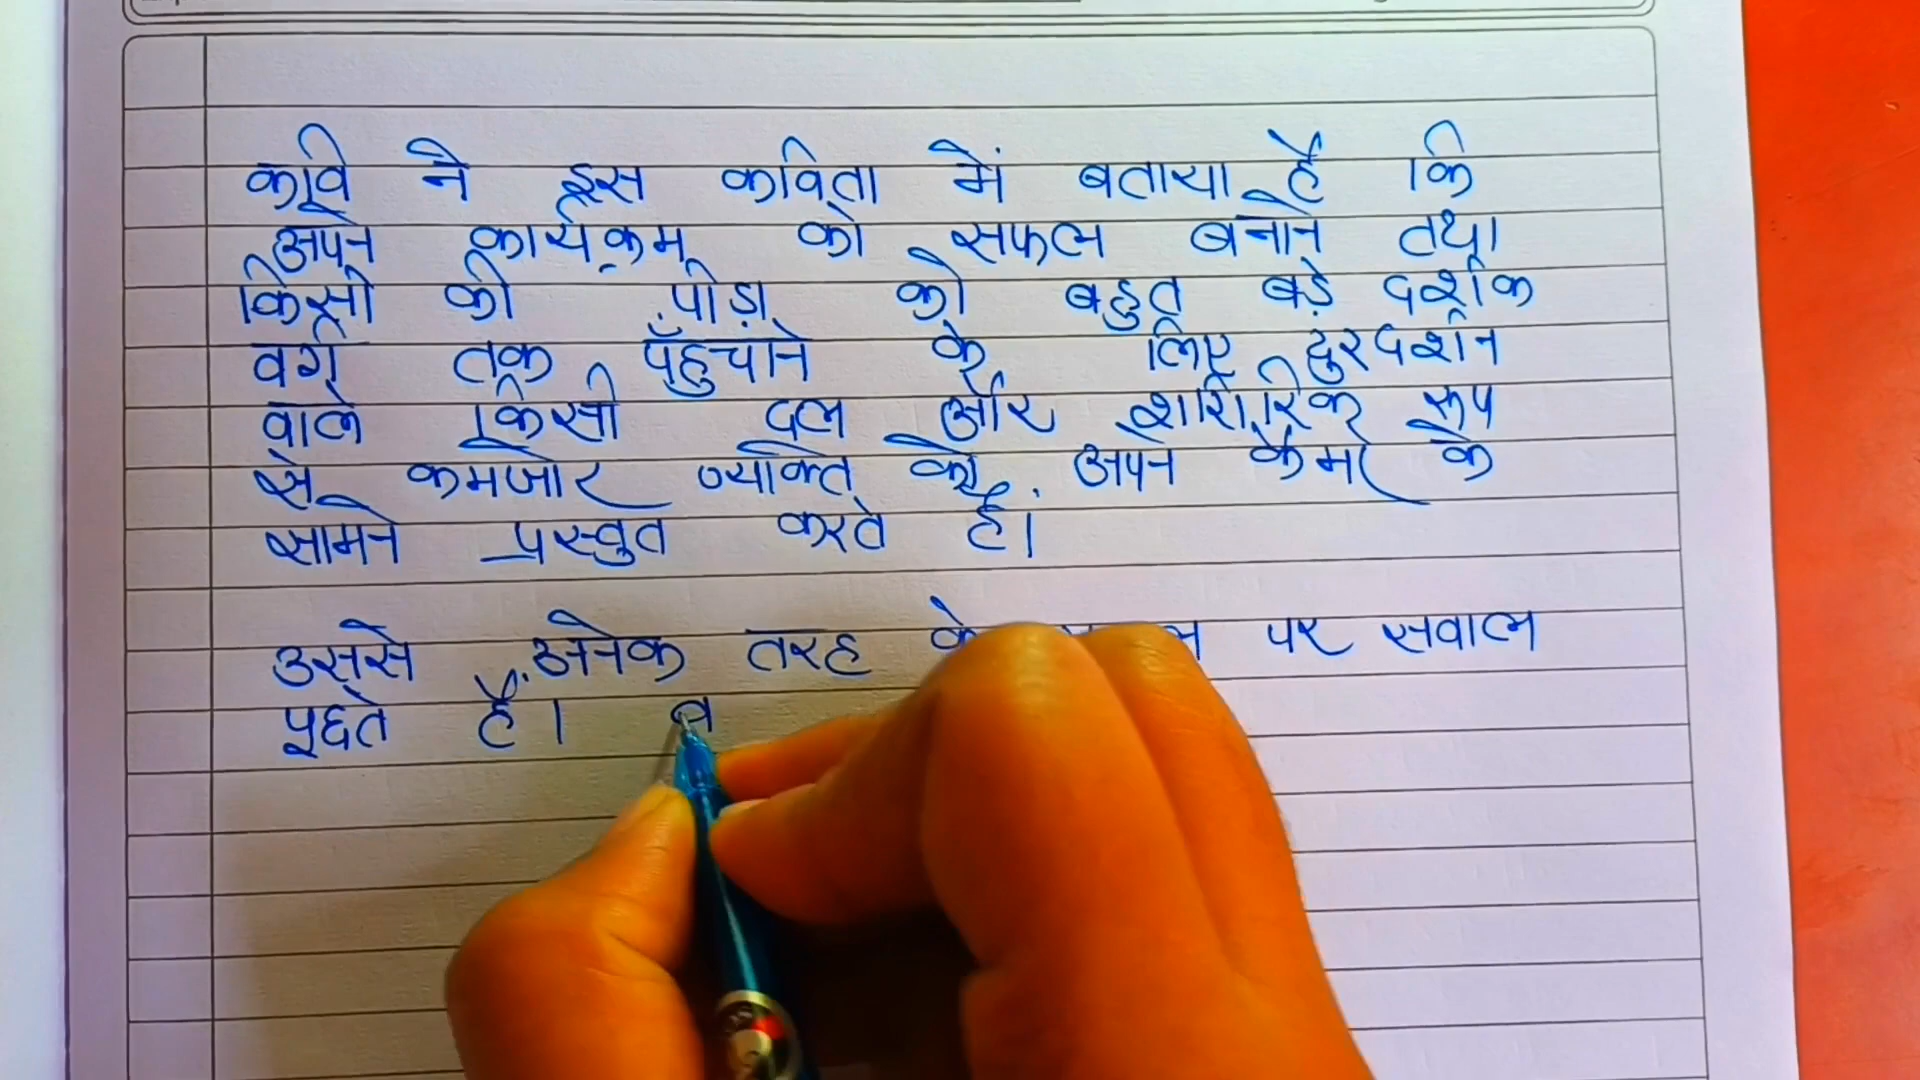 कवि ने इस कविता में बताया है कि
अपने कार्यक्रम को सफल बनाने तथा
किसी की पीड़ा को बहुत बड़े दर्शक
वर्ग तक पँहुचाने के लिए दुरदर्शन
वाले किसी दल और शारिरिक रूप
से कमजोर व्यक्ति को अपने कैमरे के
सामने प्रस्तुत करते हैं।
उससे अनेक तरह के पर सवाल
पूछते है। व